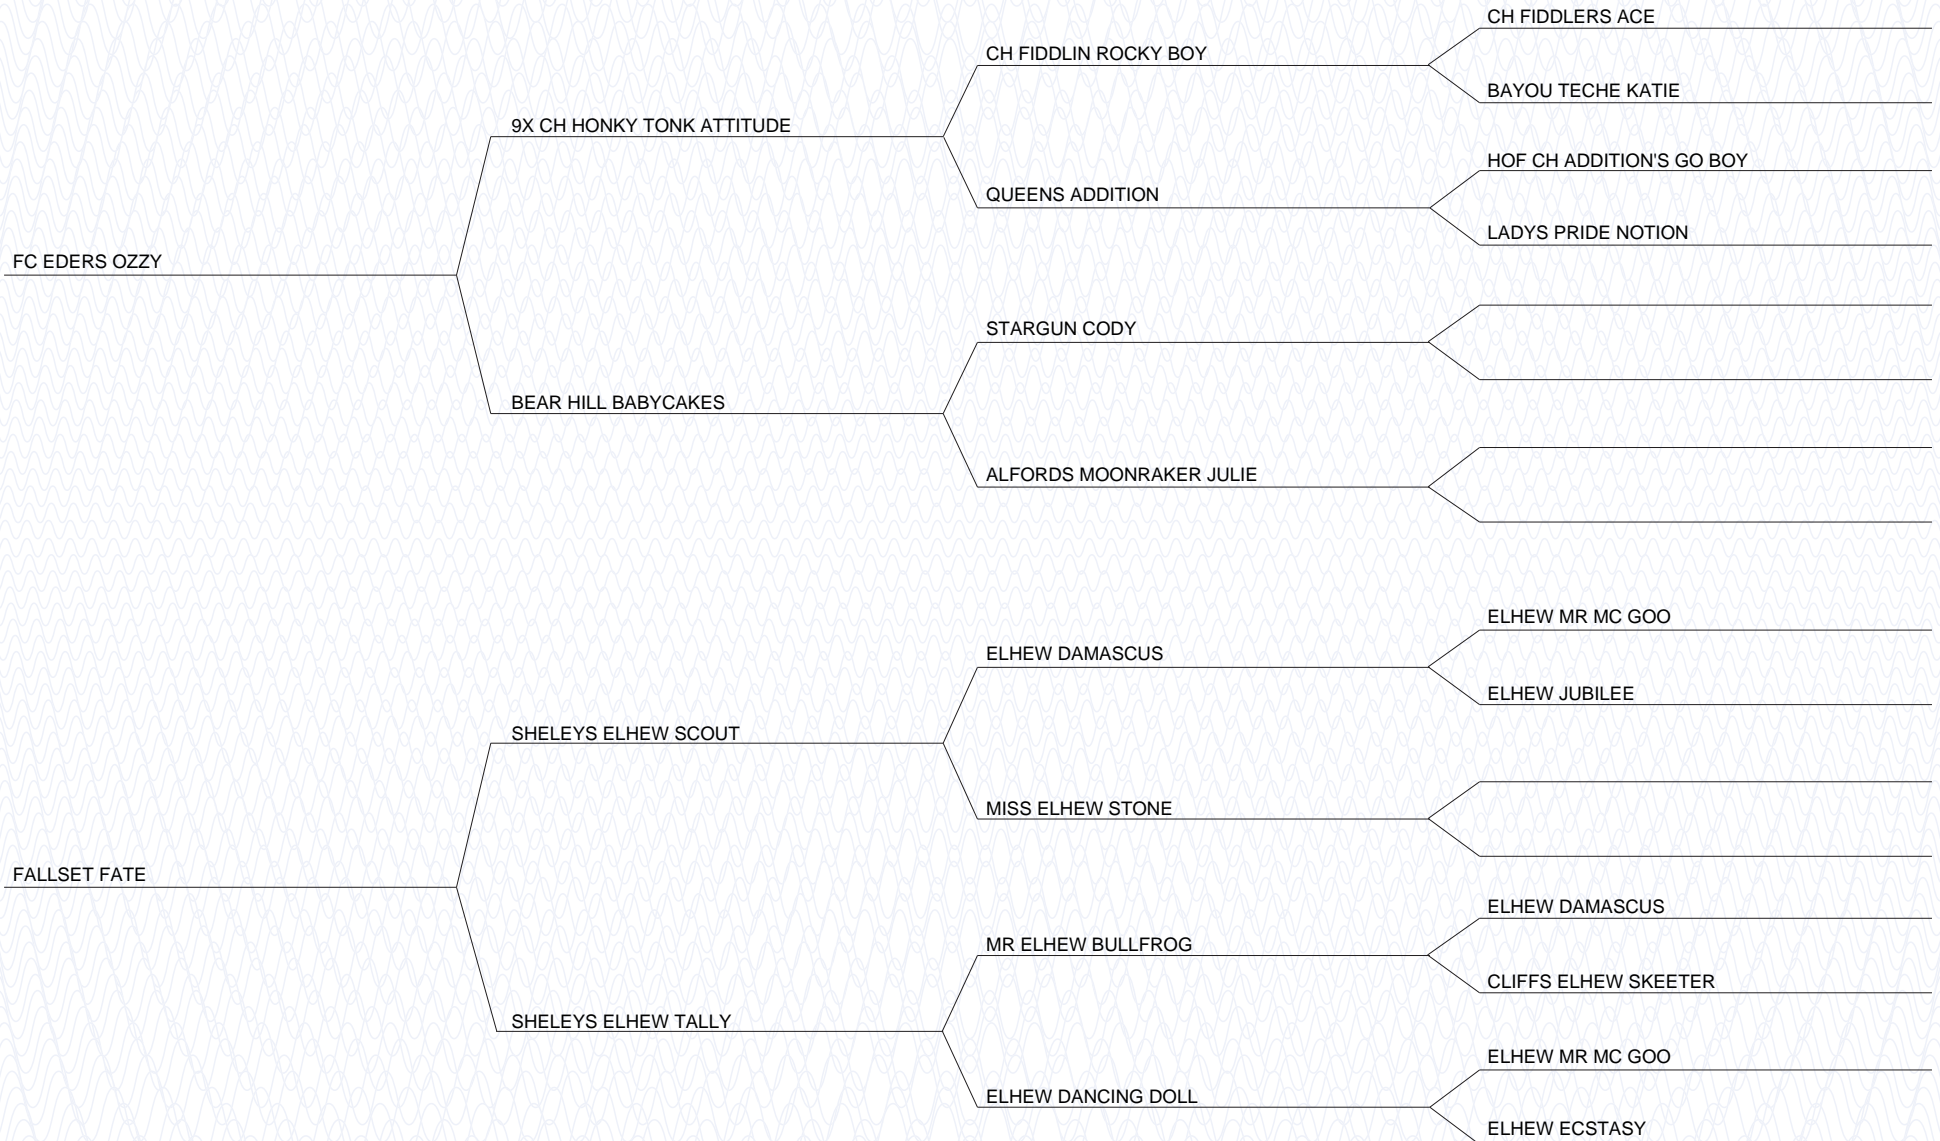 CH FIDDLERS ACE
CH FIDDLIN ROCKY BOY
BAYOU TECHE KATIE
9X CH HONKY TONK ATTITUDE
HOF CH ADDITION'S GO BOY
QUEENS ADDITION
LADYS PRIDE NOTION
FC EDERS OZZY
STARGUN CODY
BEAR HILL BABYCAKES
ALFORDS MOONRAKER JULIE
ELHEW MR MC GOO
ELHEW DAMASCUS
ELHEW JUBILEE
SHELEYS ELHEW SCOUT
MISS ELHEW STONE
FALLSET FATE
ELHEW DAMASCUS
MR ELHEW BULLFROG
CLIFFS ELHEW SKEETER
SHELEYS ELHEW TALLY
ELHEW MR MC GOO
ELHEW DANCING DOLL
ELHEW ECSTASY